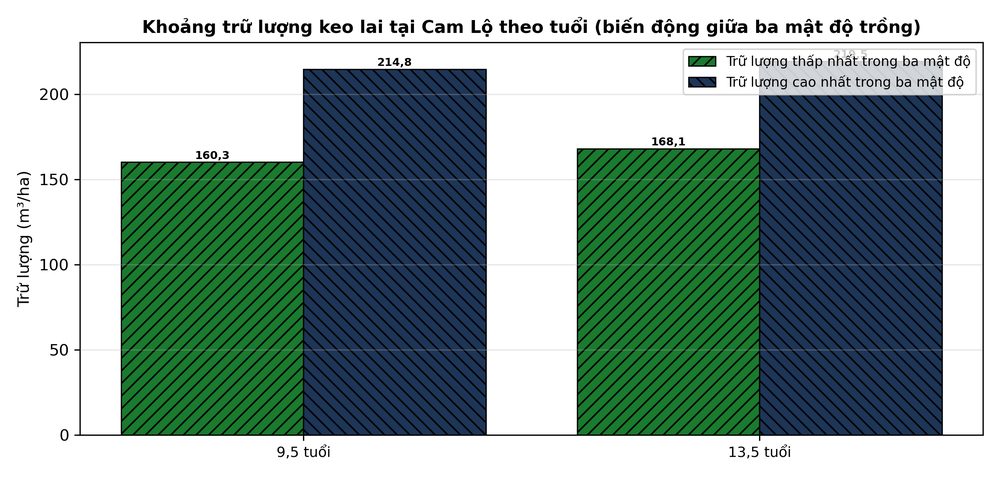 Khoảng trữ lượng keo lai tại Cam Lộ theo tuổi (biến động giữa ba mật độ trồng)
Trữ lượng (m³/ha)
200
150
100
50
0
160,3
214,8
168,1
219,5
Trữ lượng thấp nhất trong ba mật độ
Trữ lượng cao nhất trong ba mật độ
9,5 tuổi
13,5 tuổi